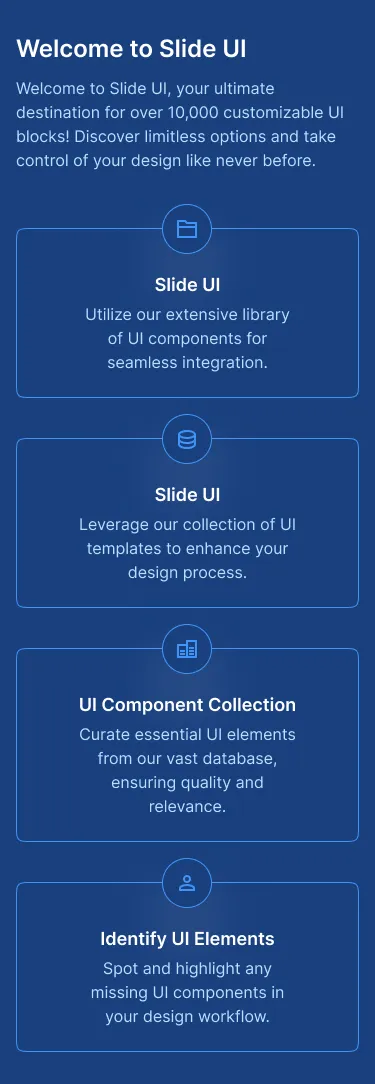 Welcome to Slide UI
Welcome to Slide UI, your ultimate
destination for over 10,000 customizable UI
blocks! Discover limitless options and take
control of your design like never before.
Slide UI
Utilize our extensive library
of UI components for
seamless integration.
Slide UI
Leverage our collection of UI
templates to enhance your
design process.
UI Component Collection
Curate essential UI elements
from our vast database,
ensuring quality and
relevance.
Identify UI Elements
Spot and highlight any
missing UI components in
your design workflow.